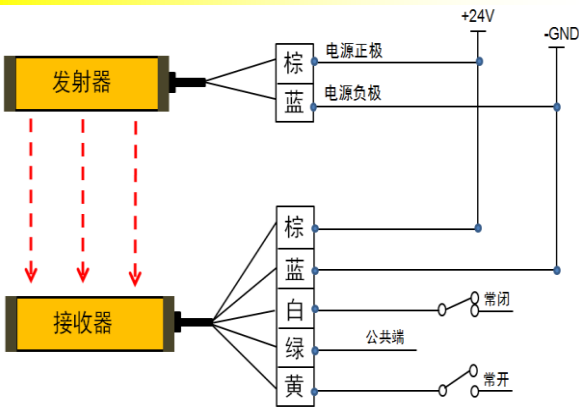 +24V
-GND
发射器
棕
电源正极
蓝
电源负极
接收器
棕
蓝
白
常闭
绿
公共端
黄
常开